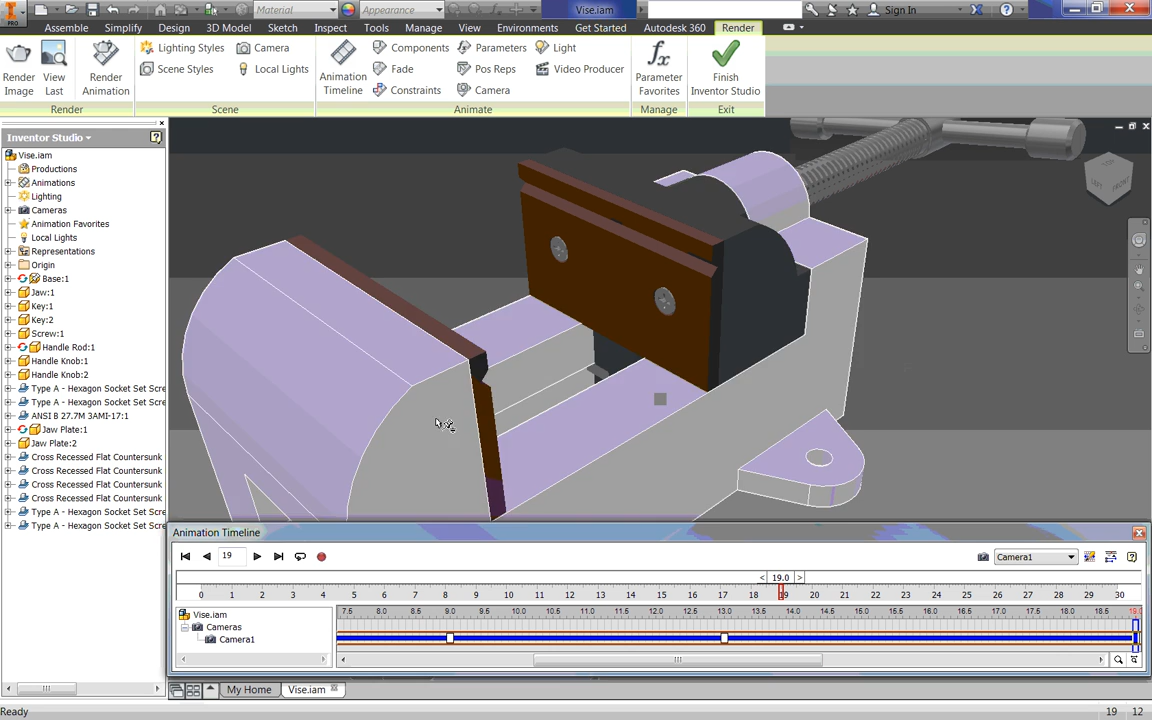 PRO
Material
Appearance
Vise.iam
Sign In
Assemble Simplify Design 3D Model Sketch Inspect Tools Manage View Environments Get Started Autodesk 360 Render
Render Image
View Last
Render Animation
Lighting Styles
Scene Styles
Camera
Local Lights
Animation Timeline
Components
Fade
Constraints
Parameters
Pos Reps
Camera
Light
Video Producer
Parameter Favorites
Finish Inventor Studio
Render Scene Animate Manage Exit
Inventor Studio
Vise.iam
Productions
Animations
Lighting
Cameras
Animation Favorites
Local Lights
Representations
Origin
Base:1
Jaw:1
Key:1
Key:2
Screw:1
Handle Rod:1
Handle Knob:1
Handle Knob:2
Type A - Hexagon Socket Set Scre
Type A - Hexagon Socket Set Scre
ANSI B 27.7M 3AMI-17:1
Jaw Plate:1
Jaw Plate:2
Cross Recessed Flat Countersunk
Cross Recessed Flat Countersunk
Cross Recessed Flat Countersunk
Cross Recessed Flat Countersunk
Type A - Hexagon Socket Set Scre
Type A - Hexagon Socket Set Scre
TOP
LEFT FRONT
Animation Timeline
19
Camera1
< 19.0 >
0 1 2 3 4 5 6 7 8 9 10 11 12 13 14 15 16 17 18 19 20 21 22 23 24 25 26 27 28 29 30
7.5 8.0 8.5 9.0 9.5 10.0 10.5 11.0 11.5 12.0 12.5 13.0 13.5 14.0 14.5 15.0 15.5 16.0 16.5 17.0 17.5 18.0 18.5 19.0
Vise.iam
Cameras
Camera1
My Home Vise.iam
Ready 19 12